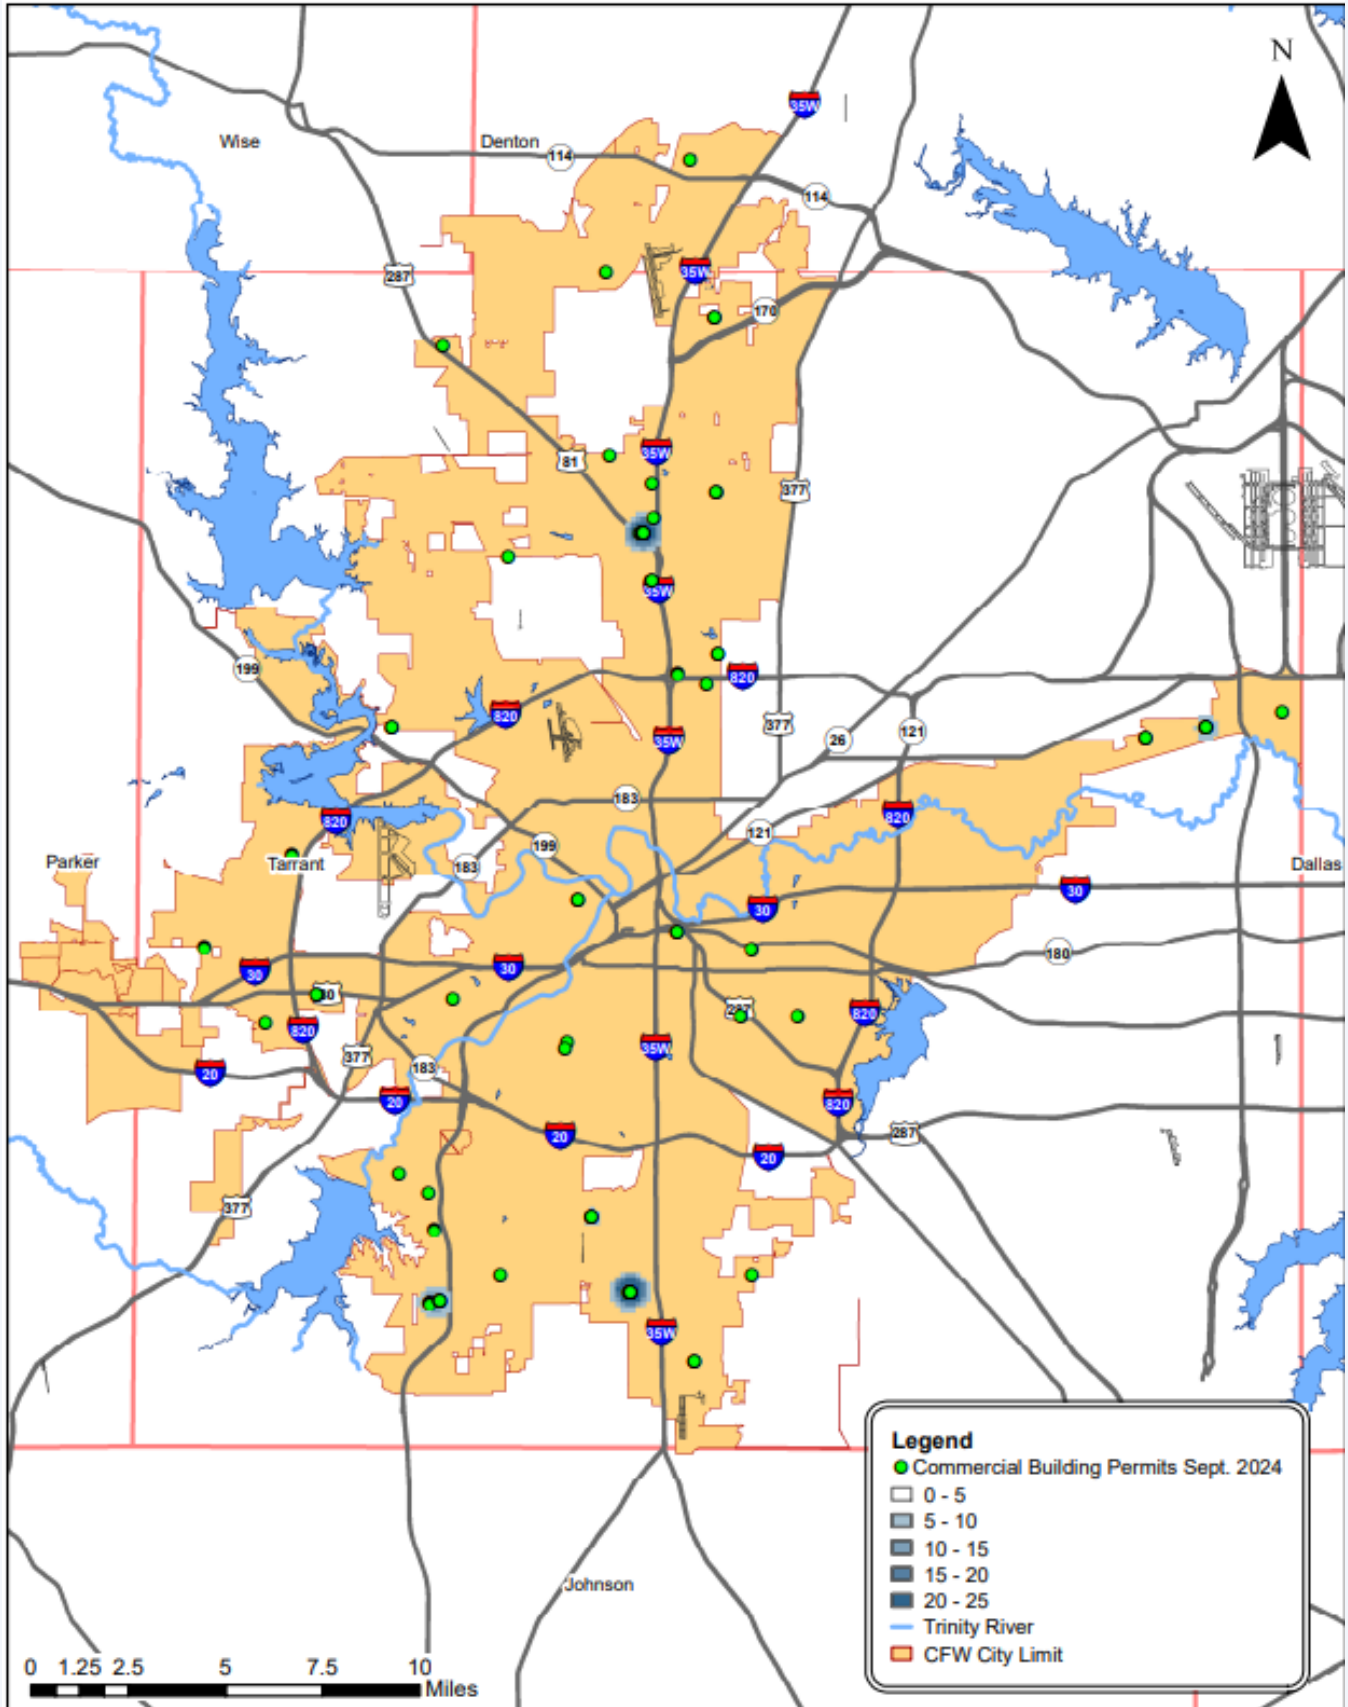 N
35W
Wise
Denton
114
114
287
35W
170
35W
81
377
35W
199
820
820
377
26
121
35W
183
820
820
121
199
Parker
Tarrant
183
Dallas
30
30
180
30
30
80
287
820
820
377
35W
183
20
20
820
20
287
20
377
35W
Legend
Commercial Building Permits Sept. 2024
0 - 5
5 - 10
10 - 15
15 - 20
20 - 25
Trinity River
CFW City Limit
Johnson
0 1.25 2.5 5 7.5 10
Miles